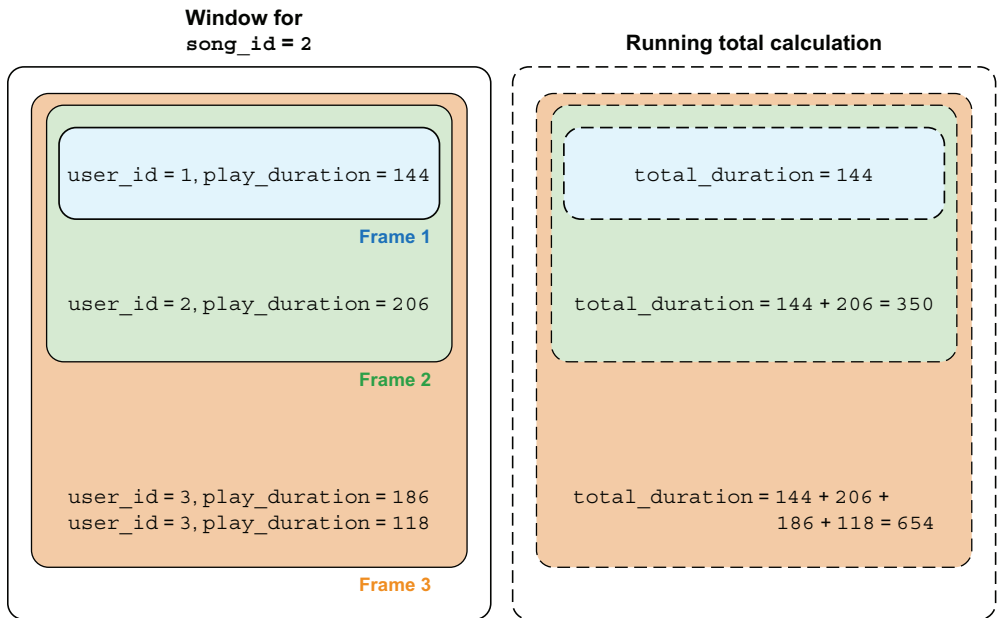 Window for
song_id = 2
user_id = 1, play_duration = 144
Frame 1
user_id = 2, play_duration = 206
Frame 2
user_id = 3, play_duration = 186
user_id = 3, play_duration = 118
Frame 3
Running total calculation
total_duration = 144
total_duration = 144 + 206 = 350
total_duration = 144 + 206 +
186 + 118 = 654